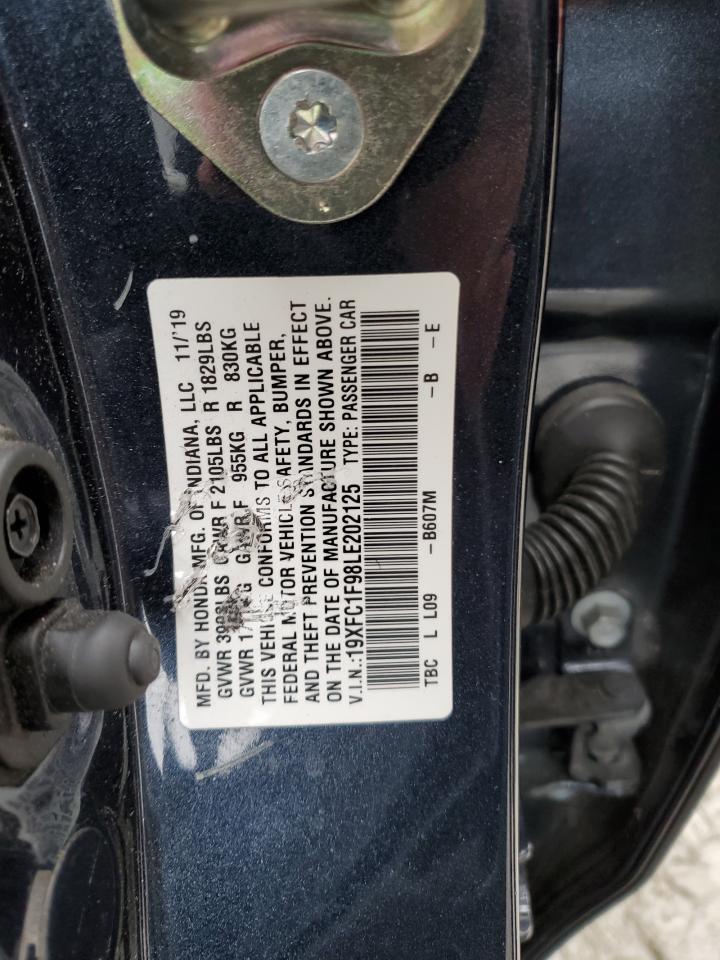 MFD. BY HONDA MFG. OF INDIANA, LLC 11/'19
GVWR LBS GAWR F 2105LBS R 1829LBS
GVWR GAWR F 955KG R 830KG
THIS VEHICLE CONFORMS TO ALL APPLICABLE
FEDERAL MOTOR VEHICLE SAFETY, BUMPER,
AND THEFT PREVENTION STANDARDS IN EFFECT
ON THE DATE OF MANUFACTURE SHOWN ABOVE.
V.I.N.:19XFC1F98LE202125 TYPE: PASSENGER CAR
TBC L L09 -B607M -B -E